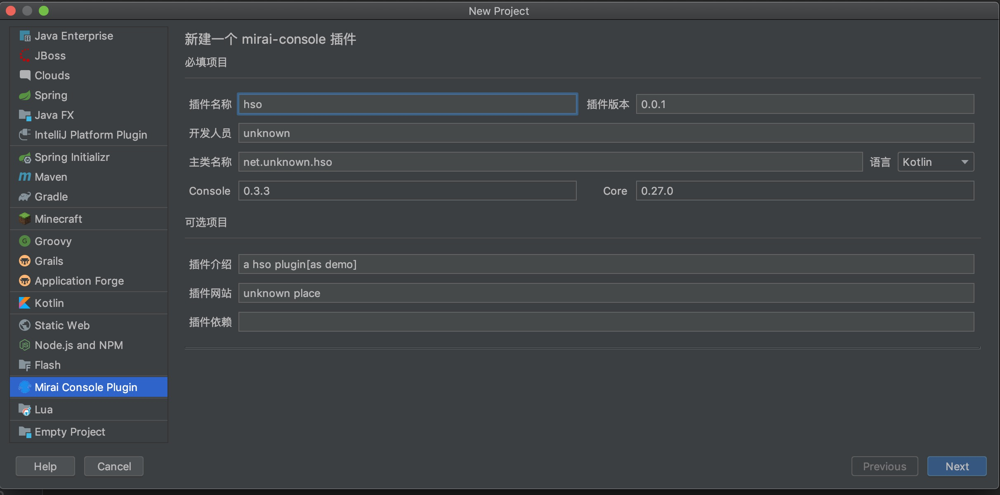 New Project
Java Enterprise
JBoss
Clouds
Spring
Java FX
IntelliJ Platform Plugin
Spring Initializr
Maven
Gradle
Minecraft
Groovy
Grails
Application Forge
Kotlin
Static Web
Node.js and NPM
Flash
Mirai Console Plugin
Lua
Empty Project
新建一个 mirai-console 插件
必填项目
插件名称 hso 插件版本 0.0.1
开发人员 unknown
主类名称 net.unknown.hso 语言 Kotlin
Console 0.3.3 Core 0.27.0
可选项目
插件介绍 a hso plugin[as demo]
插件网站 unknown place
插件依赖
Help Cancel Previous Next